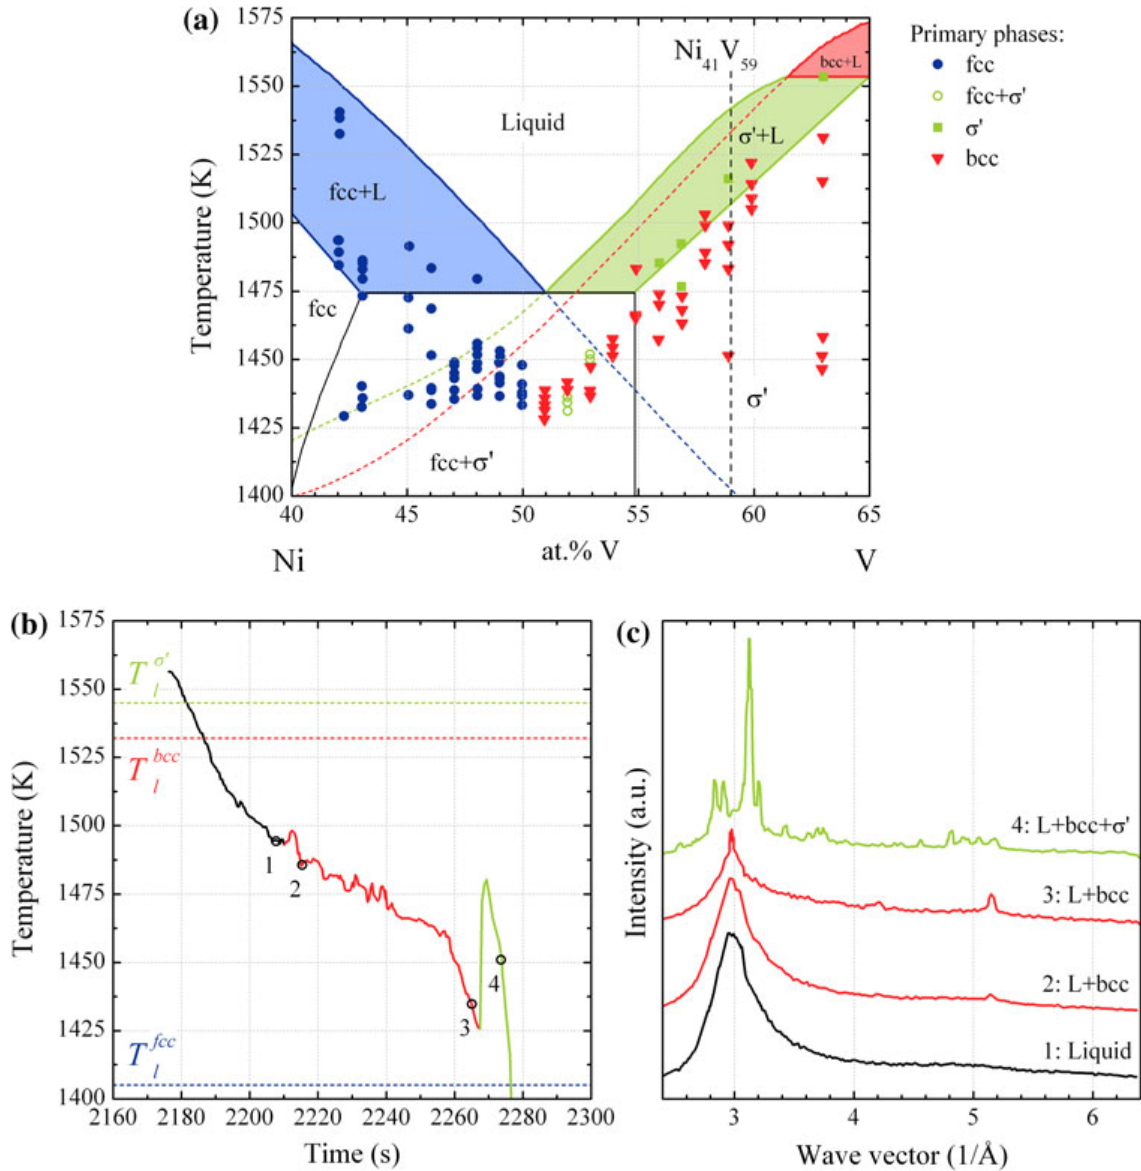 (a)
1575
1550
1525
1500
1475
1450
1425
1400
Temperature (K)
40 45 50 55 60 65
Ni at.% V V
Ni41V59
bcc+L
Liquid
σ'+L
fcc+L
fcc
fcc+σ'
σ'
Primary phases:
fcc
fcc+σ'
σ'
bcc
(b)
1575
1550
1525
1500
1475
1450
1425
1400
Temperature (K)
T_l^σ'
T_l^bcc
T_l^fcc
1
2
3
4
2160 2180 2200 2220 2240 2260 2280 2300
Time (s)
(c)
Intensity (a.u.)
4: L+bcc+σ'
3: L+bcc
2: L+bcc
1: Liquid
3 4 5 6
Wave vector (1/Å)